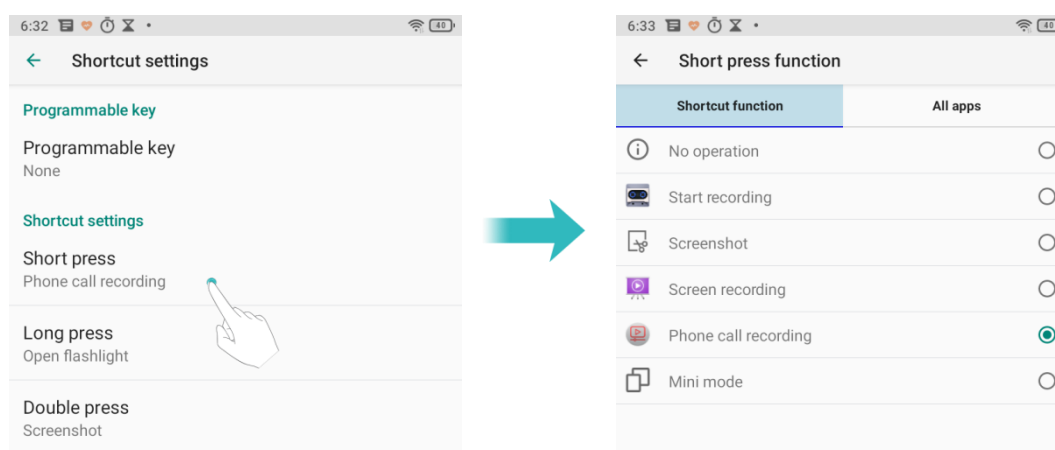 6:32
40
Shortcut settings
Programmable key
Programmable key
None
Shortcut settings
Short press
Phone call recording
Long press
Open flashlight
Double press
Screenshot
6:33
40
Short press function
Shortcut function
All apps
No operation
Start recording
Screenshot
Screen recording
Phone call recording
Mini mode